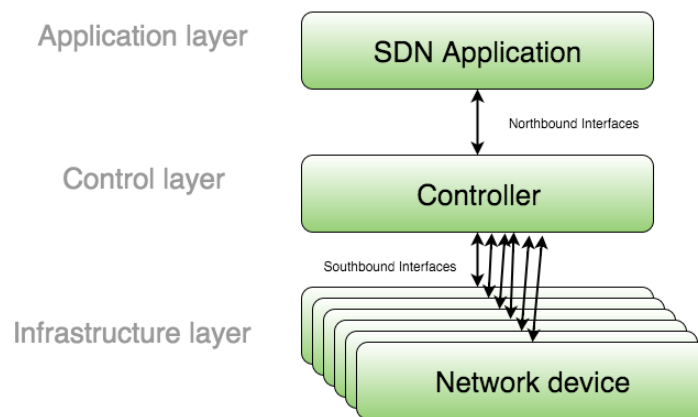 Application layer
SDN Application
Northbound Interfaces
Control layer
Controller
Southbound Interfaces
Infrastructure layer
Network device